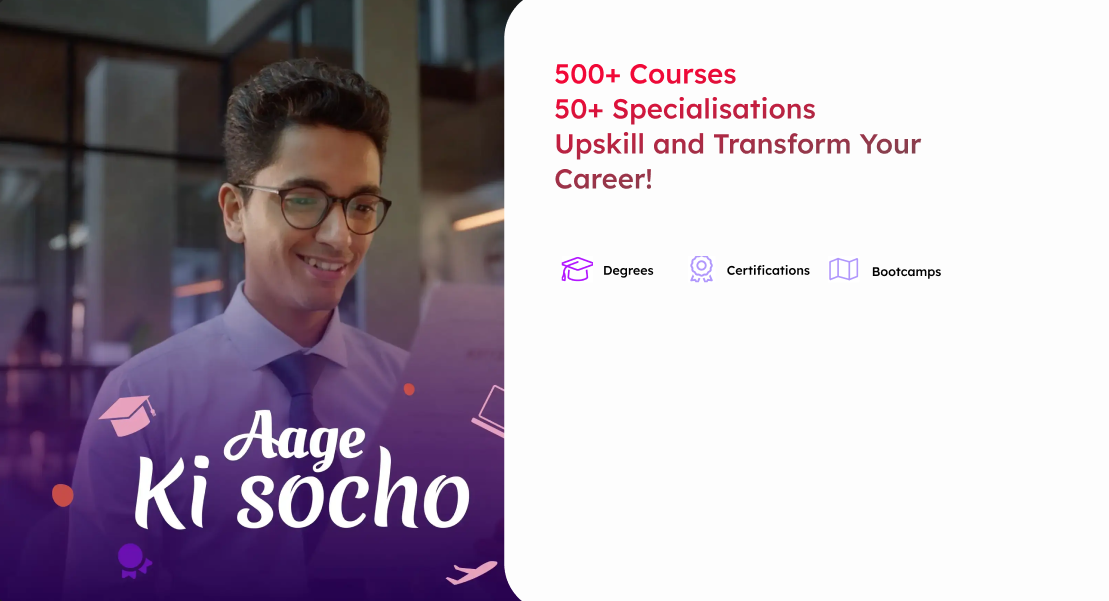 500+ Courses
50+ Specialisations
Upskill and Transform Your
Career!
Degrees
Certifications
Bootcamps
Aage
Ki socho